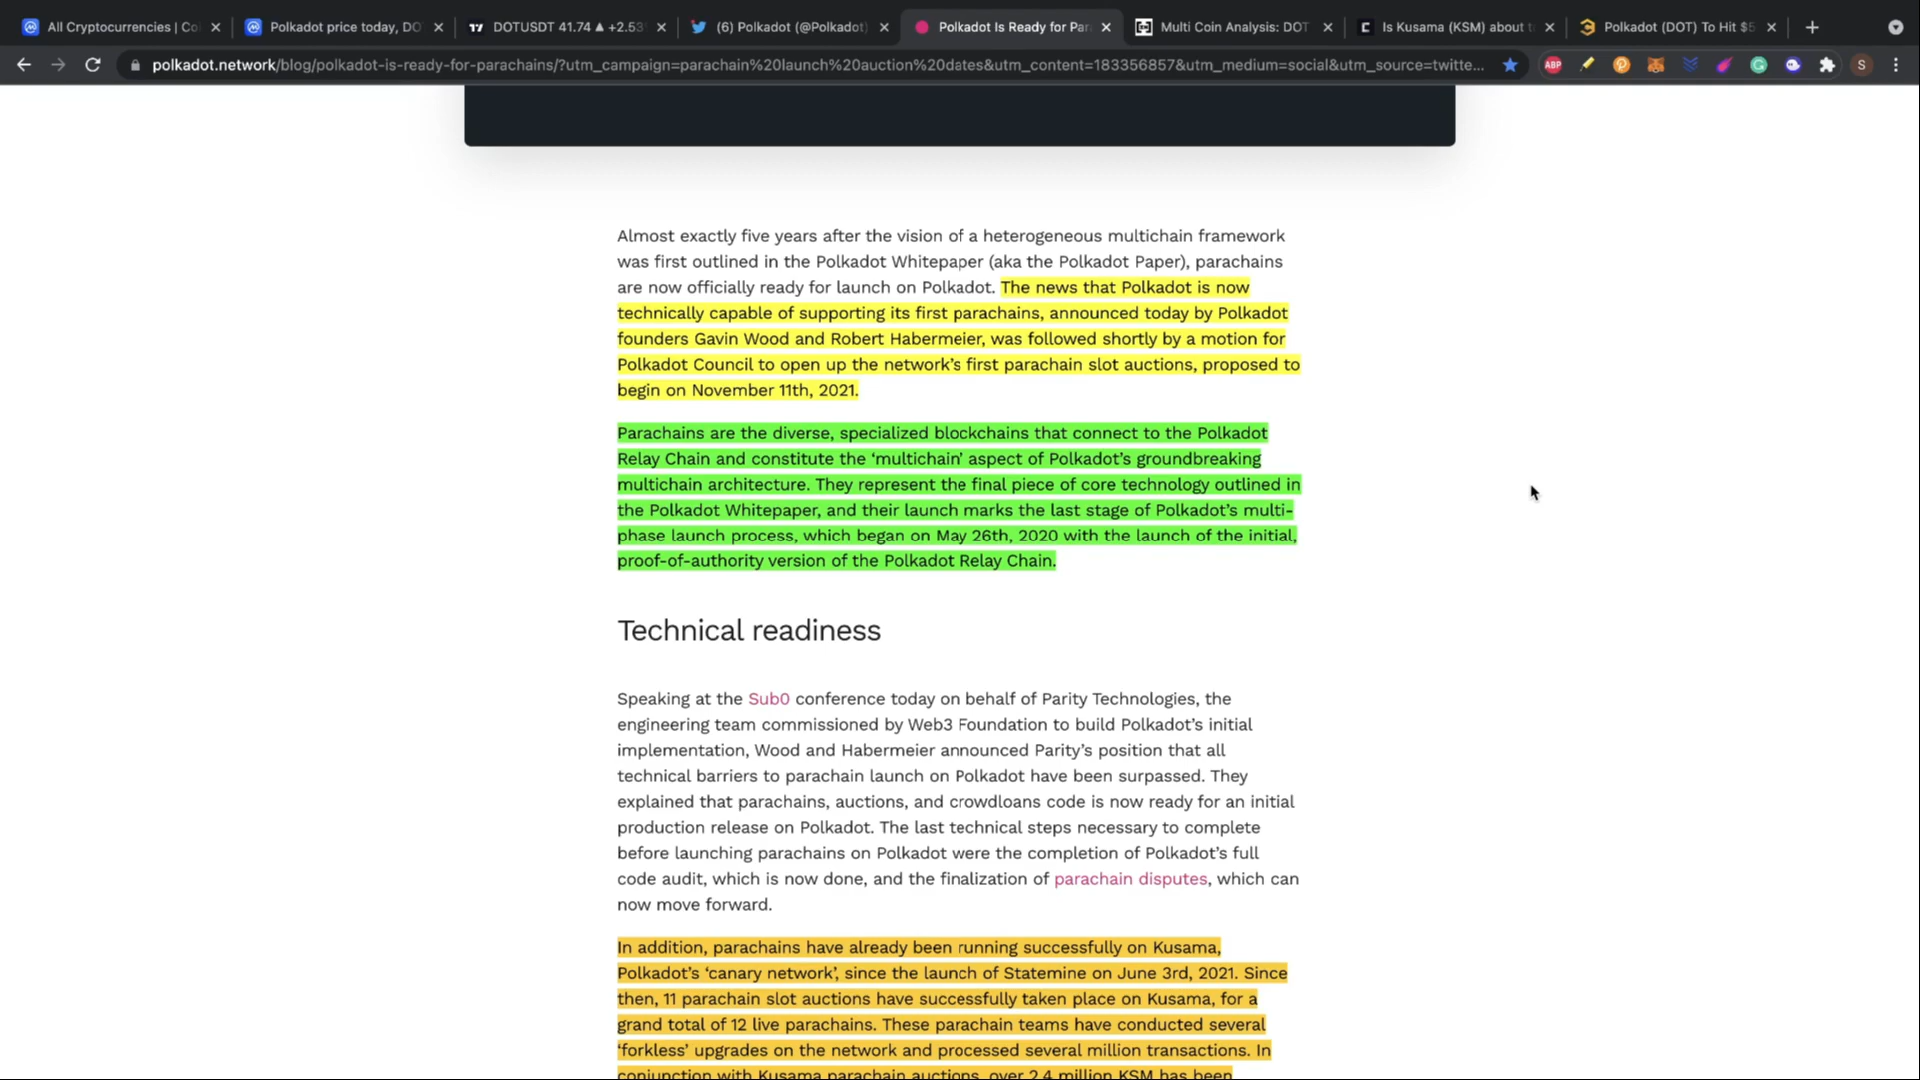 All Cryptocurrencies | Co
Polkadot price today, DO
DOTUSDT 41.74 ▲ +2.53
(6) Polkadot (@Polkadot)
Polkadot Is Ready for Par
Multi Coin Analysis: DOT
Is Kusama (KSM) about t
Polkadot (DOT) To Hit $5
polkadot.network/blog/polkadot-is-ready-for-parachains/?utm_campaign=parachain%20launch%20auction%20dates&utm_content=183356857&utm_medium=social&utm_source=twitte...
ABP
S
Almost exactly five years after the vision of a heterogeneous multichain framework
was first outlined in the Polkadot Whitepaper (aka the Polkadot Paper), parachains
are now officially ready for launch on Polkadot. The news that Polkadot is now
technically capable of supporting its first parachains, announced today by Polkadot
founders Gavin Wood and Robert Habermeier, was followed shortly by a motion for
Polkadot Council to open up the network’s first parachain slot auctions, proposed to
begin on November 11th, 2021.
Parachains are the diverse, specialized blockchains that connect to the Polkadot
Relay Chain and constitute the ‘multichain’ aspect of Polkadot’s groundbreaking
multichain architecture. They represent the final piece of core technology outlined in
the Polkadot Whitepaper, and their launch marks the last stage of Polkadot’s multi-
phase launch process, which began on May 26th, 2020 with the launch of the initial,
proof-of-authority version of the Polkadot Relay Chain.
Technical readiness
Speaking at the Sub0 conference today on behalf of Parity Technologies, the
engineering team commissioned by Web3 Foundation to build Polkadot’s initial
implementation, Wood and Habermeier announced Parity’s position that all
technical barriers to parachain launch on Polkadot have been surpassed. They
explained that parachains, auctions, and crowdloans code is now ready for an initial
production release on Polkadot. The last technical steps necessary to complete
before launching parachains on Polkadot were the completion of Polkadot’s full
code audit, which is now done, and the finalization of parachain disputes, which can
now move forward.
In addition, parachains have already been running successfully on Kusama,
Polkadot’s ‘canary network’, since the launch of Statemine on June 3rd, 2021. Since
then, 11 parachain slot auctions have successfully taken place on Kusama, for a
grand total of 12 live parachains. These parachain teams have conducted several
‘forkless’ upgrades on the network and processed several million transactions. In
conjunction with Kusama parachain auctions, over 2.4 million KSM has been